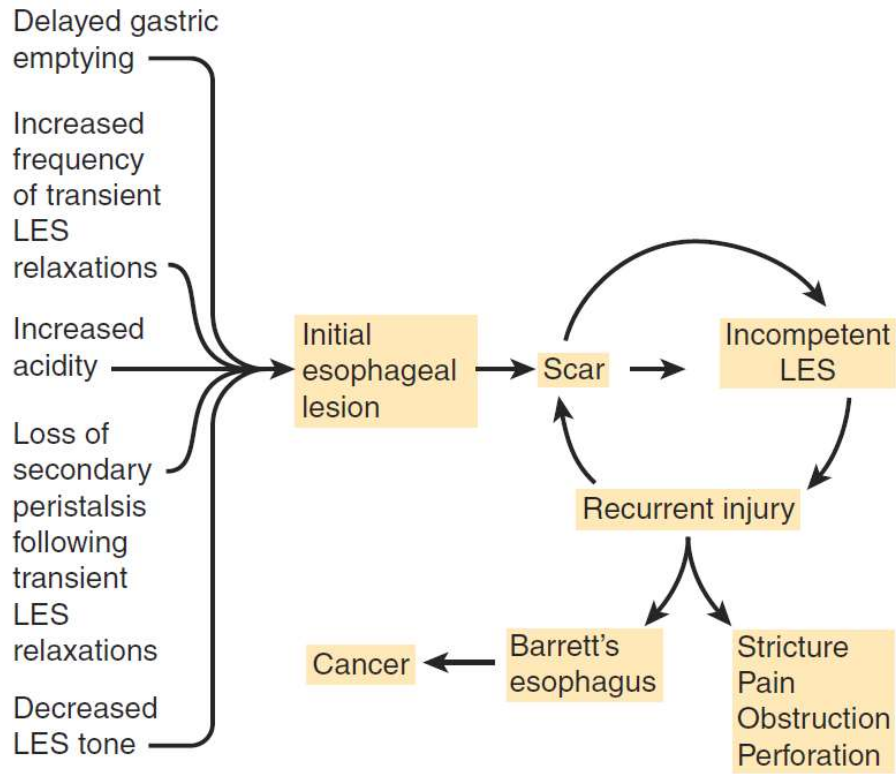 Delayed gastric
emptying
Increased
frequency
of transient
LES
relaxations
Increased
acidity
Loss of
secondary
peristalsis
following
transient
LES
relaxations
Decreased
LES tone
Initial
esophageal
lesion
Scar
Incompetent
LES
Recurrent injury
Barrett's
esophagus
Cancer
Stricture
Pain
Obstruction
Perforation